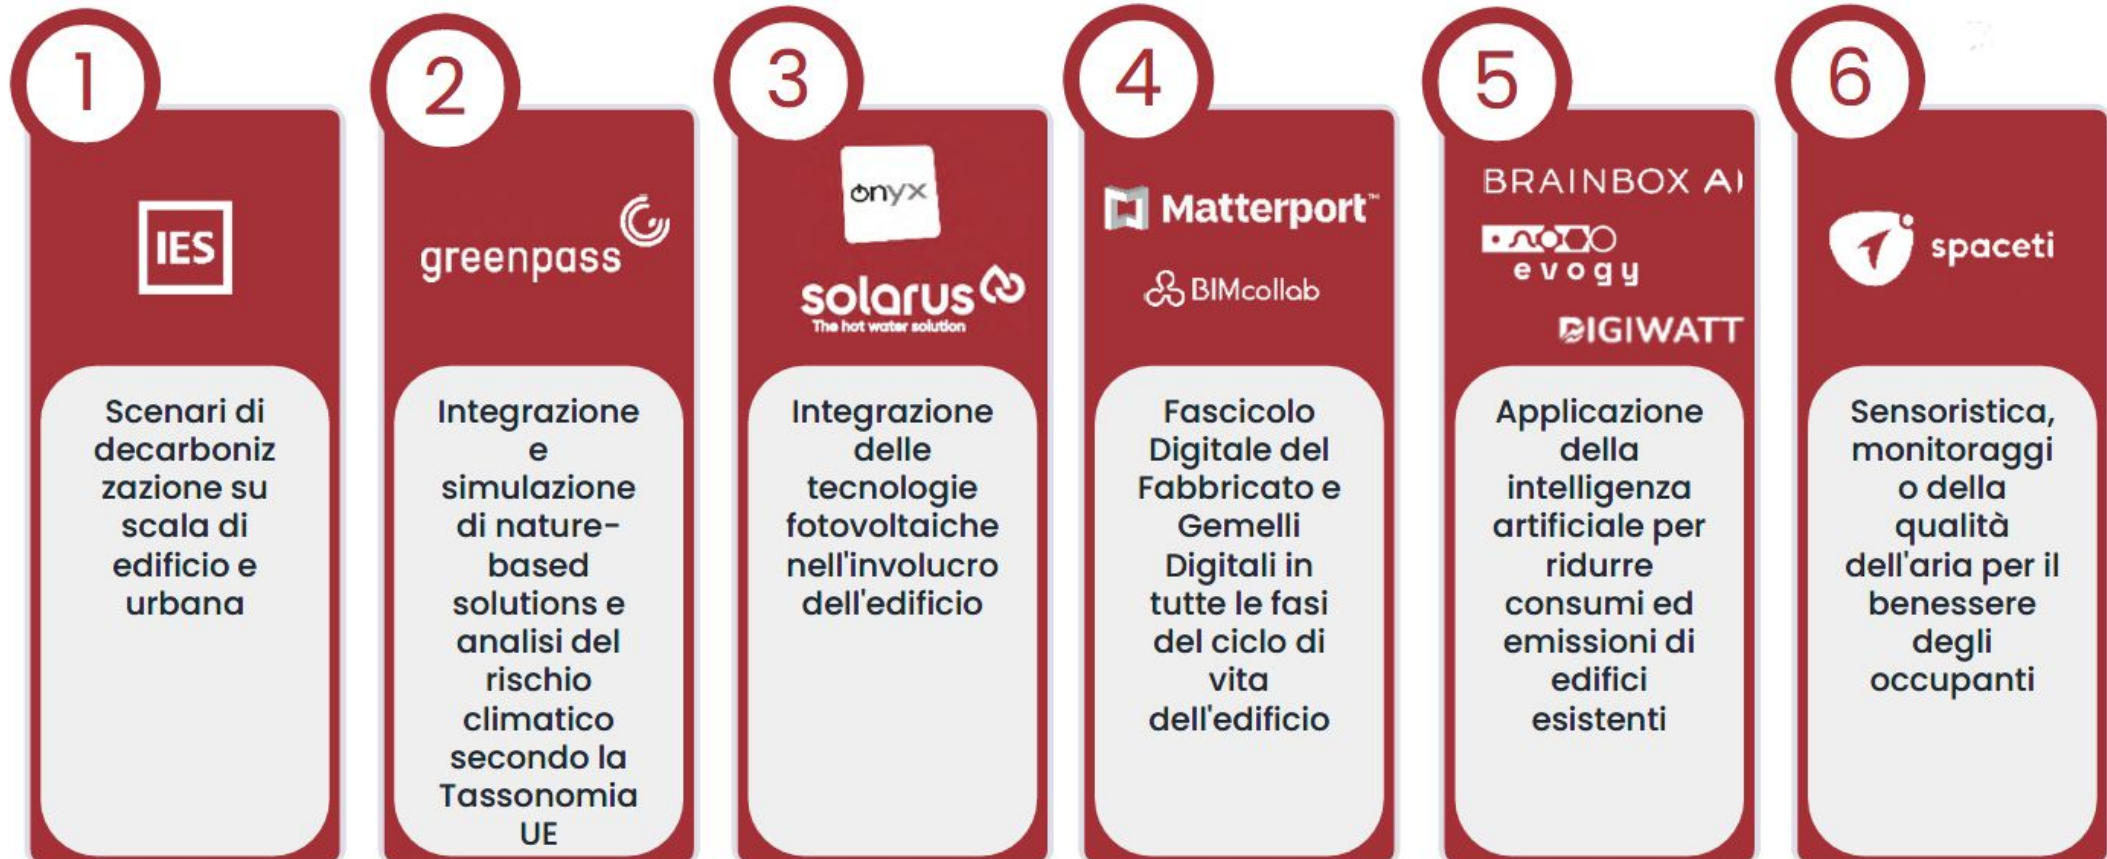 1
IES
Scenari di
decarboniz
zazione su
scala di
edificio e
urbana
2
greenpass
Integrazione
e
simulazione
di nature-
based
solutions e
analisi del
rischio
climatico
secondo la
Tassonomia
UE
3
onyx
solarus
The hot water solution
Integrazione
delle
tecnologie
fotovoltaiche
nell'involucro
dell'edificio
4
Matterport™
BIMcollab
Fascicolo
Digitale del
Fabbricato e
Gemelli
Digitali in
tutte le fasi
del ciclo di
vita
dell'edificio
5
BRAINBOX AI
evogy
DIGIWATT
Applicazione
della
intelligenza
artificiale per
ridurre
consumi ed
emissioni di
edifici
esistenti
6
spaceti
Sensoristica,
monitoraggi
o della
qualità
dell'aria per il
benessere
degli
occupanti